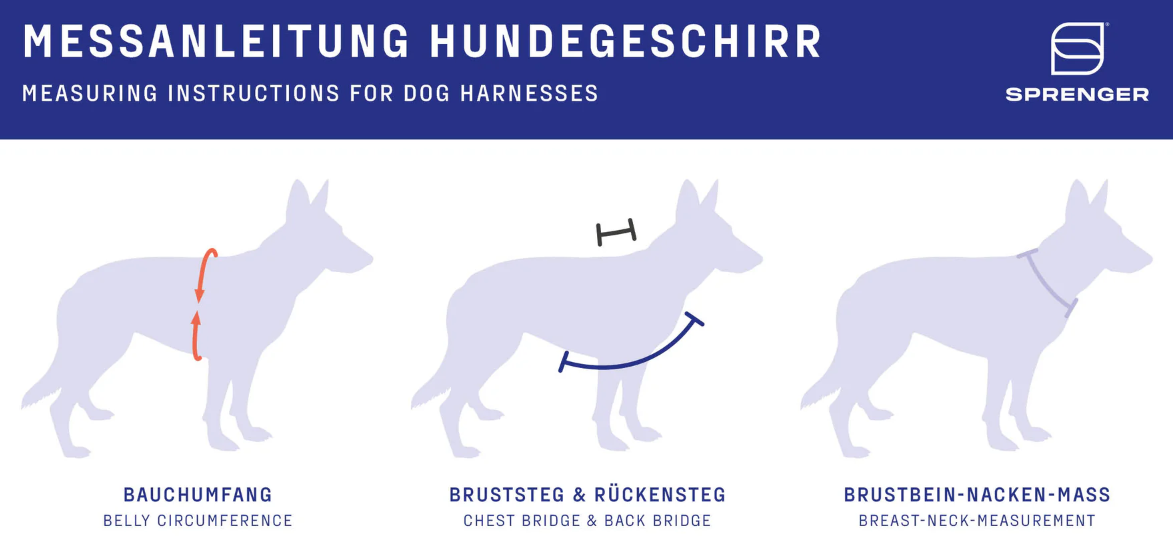 MESSANLEITUNG HUNDEGESCHIRR
MEASURING INSTRUCTIONS FOR DOG HARNESSES
SPRENGER
BAUCHUMFANG
BELLY CIRCUMFERENCE
BRUSTSTEG & RÜCKENSTEG
CHEST BRIDGE & BACK BRIDGE
BRUSTBEIN-NACKEN-MASS
BREAST-NECK-MEASUREMENT